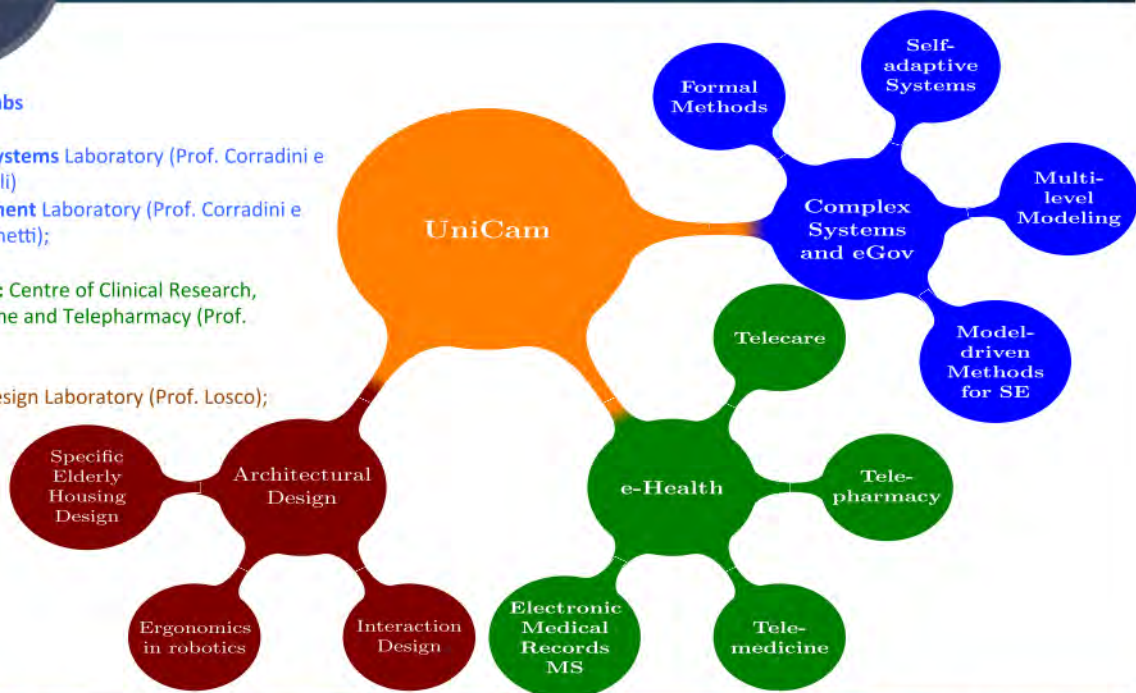 ystems Laboratory (Prof. Corradini e
li)
ent Laboratory (Prof. Corradini e
netti);
: Centre of Clinical Research,
ne and Telepharmacy (Prof.
esign Laboratory (Prof. Losco);
UniCam
Formal
Methods
Self-
adaptive
Systems
Multi-
level
Modeling
Complex
Systems
and eGov
Model-
driven
Methods
for SE
Telecare
Tele-
pharmacy
e-Health
Electronic
Medical
Records
MS
Tele-
medicine
Architectural
Design
Specific
Elderly
Housing
Design
Ergonomics
in robotics
Interaction
Design